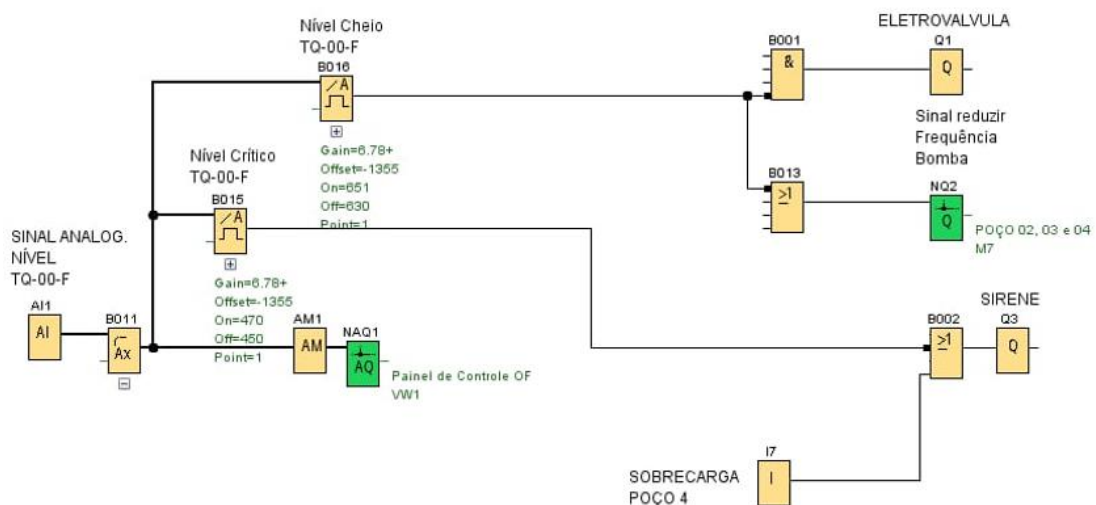 Nível Cheio
TQ-00-F
B016
/A
Gain=6.78+
Offset=-1355
On=651
Off=630
Point=1
Nível Crítico
TQ-00-F
B015
/A
Gain=6.78+
Offset=-1355
On=470
Off=450
Point=1
SINAL ANALOG.
NÍVEL
TQ-00-F
AI1
AI
B011
Ax
AM1
AM
NAQ1
AQ
Painel de Controle OF
VW1
B001
&
ELETROVALVULA
Q1
Q
Sinal reduzir
Frequência
Bomba
B013
>1
NQ2
Q
POÇO 02, 03 e 04
M7
SIRENE
B002
>1
Q3
Q
I7
I
SOBRECARGA
POÇO 4